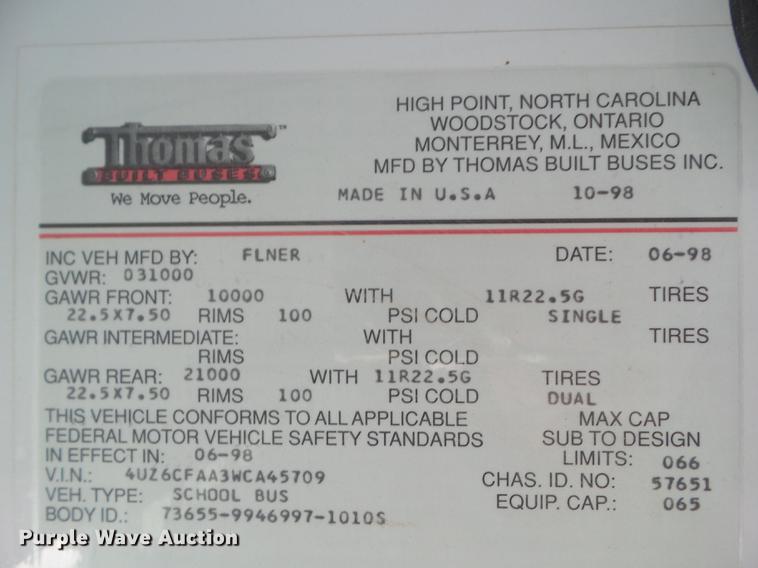 Thomas™
BUILT BUSES®
We Move People.
HIGH POINT, NORTH CAROLINA
WOODSTOCK, ONTARIO
MONTERREY, M.L., MEXICO
MFD BY THOMAS BUILT BUSES INC.
MADE IN U.S.A 10-98
INC VEH MFD BY: FLNER DATE: 06-98
GVWR: 031000
GAWR FRONT: 10000 WITH 11R22.5G TIRES
22.5X7.50 RIMS 100 PSI COLD SINGLE
GAWR INTERMEDIATE: WITH TIRES
RIMS PSI COLD
GAWR REAR: 21000 WITH 11R22.5G TIRES
22.5X7.50 RIMS 100 PSI COLD DUAL
THIS VEHICLE CONFORMS TO ALL APPLICABLE MAX CAP
FEDERAL MOTOR VEHICLE SAFETY STANDARDS SUB TO DESIGN
IN EFFECT IN: 06-98 LIMITS: 066
V.I.N.: 4UZ6CFAA3WCA45709 CHAS. ID. NO: 57651
VEH. TYPE: SCHOOL BUS EQUIP. CAP.: 065
BODY ID.: 73655-9946997-1010S
Purple Wave Auction